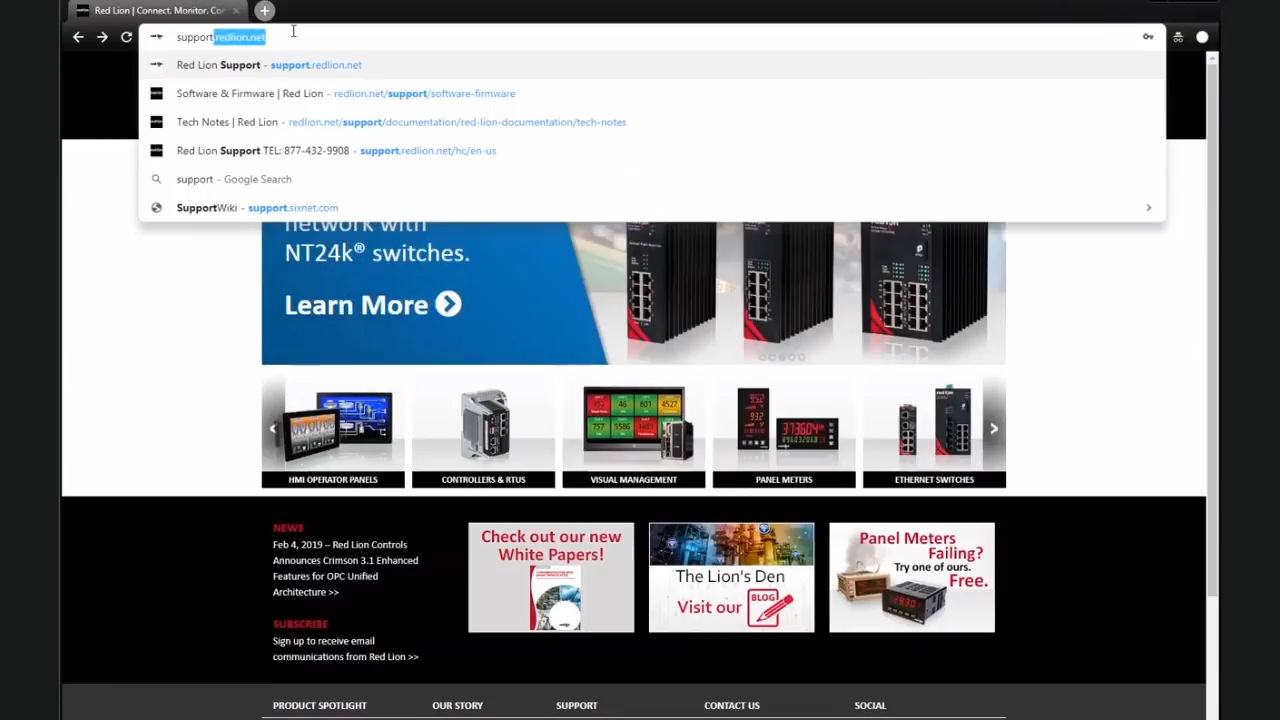 Red Lion | Connect. Monitor. Co
support.redlion.net
Red Lion Support - support.redlion.net
Software & Firmware | Red Lion - redlion.net/support/software-firmware
Tech Notes | Red Lion - redlion.net/support/documentation/red-lion-documentation/tech-notes
Red Lion Support TEL: 877-432-9908 - support.redlion.net/hc/en-us
support - Google Search
SupportWiki - support.sixnet.com
network with
NT24k® switches.
Learn More
HMI OPERATOR PANELS
CONTROLLERS & RTUS
VISUAL MANAGEMENT
PANEL METERS
ETHERNET SWITCHES
NEWS
Feb 4, 2019 – Red Lion Controls
Announces Crimson 3.1 Enhanced
Features for OPC Unified
Architecture >>
SUBSCRIBE
Sign up to receive email
communications from Red Lion >>
Check out our new
White Papers!
The Lion's Den
Visit our
BLOG
Panel Meters
Failing?
Try one of ours.
Free.
PRODUCT SPOTLIGHT
OUR STORY
SUPPORT
CONTACT US
SOCIAL